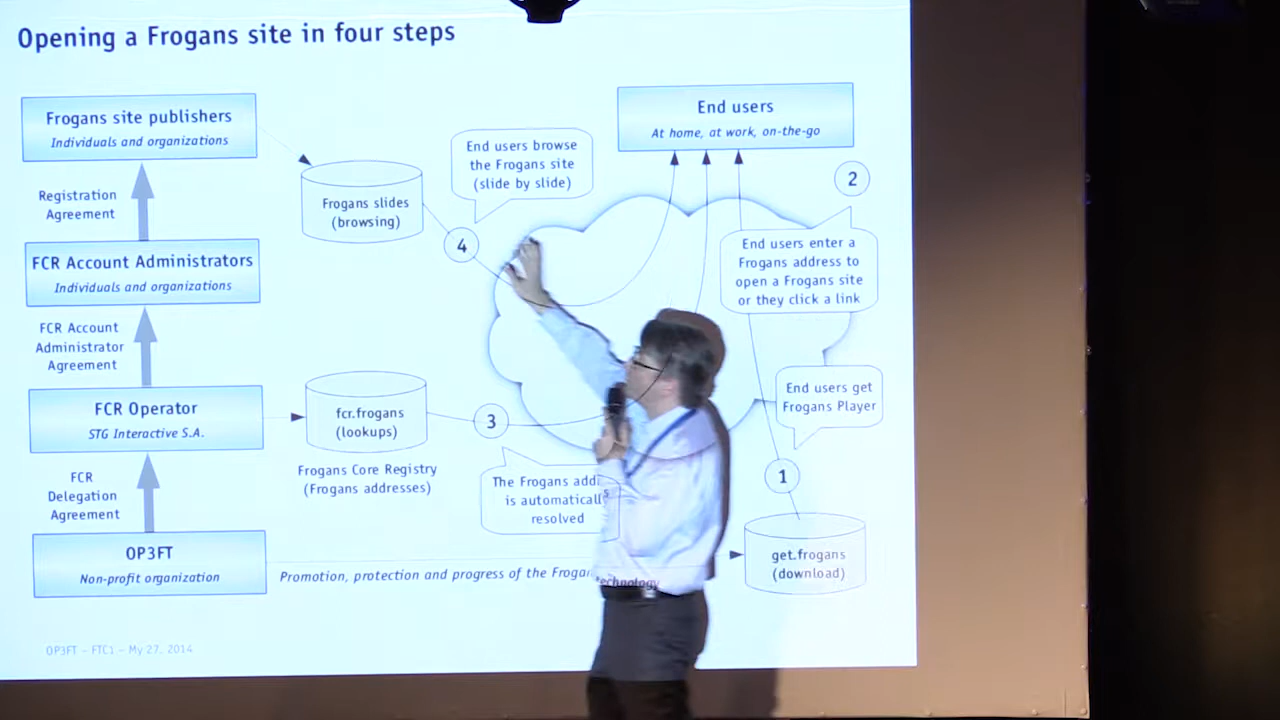 Opening a Frogans site in four steps
Frogans site publishers
Individuals and organizations
Registration
Agreement
FCR Account Administrators
Individuals and organizations
FCR Account
Administrator
Agreement
FCR Operator
STG Interactive S.A.
FCR
Delegation
Agreement
OP3FT
Non-profit organization
Frogans slides
(browsing)
fcr.frogans
(lookups)
Frogans Core Registry
(Frogans addresses)
Promotion, protection and progress of the Frogans technology
End users browse
the Frogans site
(slide by slide)
4
3
The Frogans
is automatically
resolved
End users
At home, at work, on-the-go
2
End users enter a
Frogans address to
open a Frogans site
or they click a link
End users get
Frogans Player
1
get.frogans
(download)
OP3FT – FTC1 – My 27, 2014